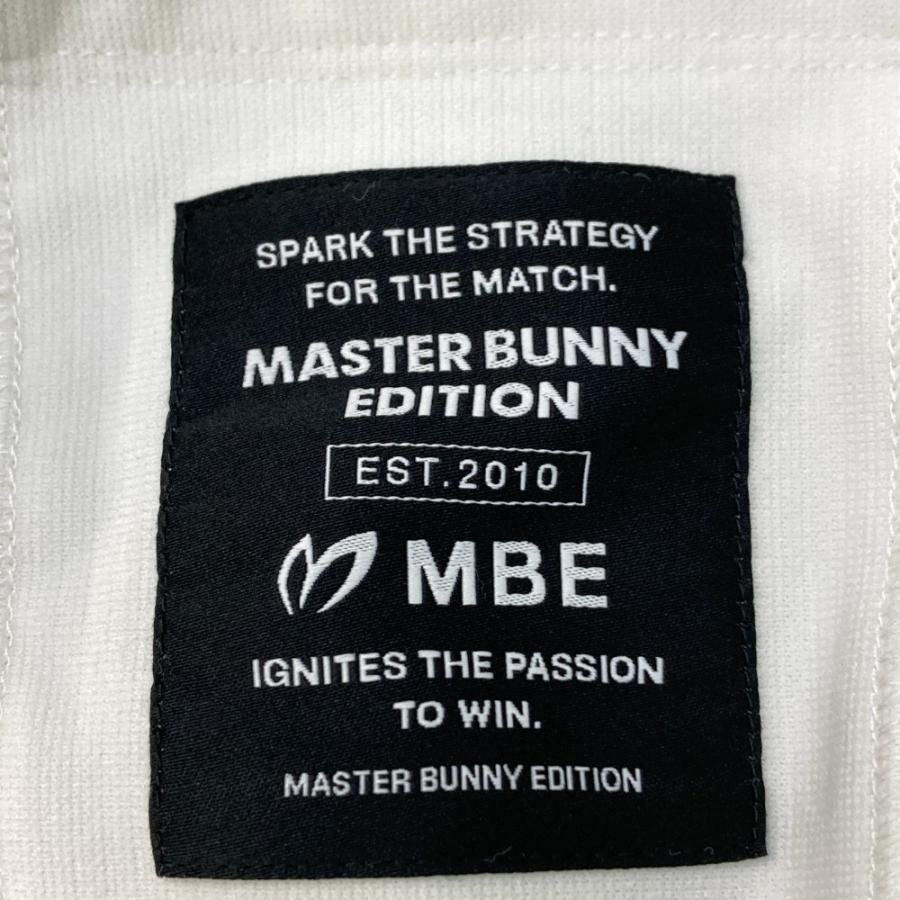 SPARK THE STRATEGY
FOR THE MATCH.
MASTER BUNNY
EDITION
EST.2010
MBE
IGNITES THE PASSION
TO WIN.
MASTER BUNNY EDITION